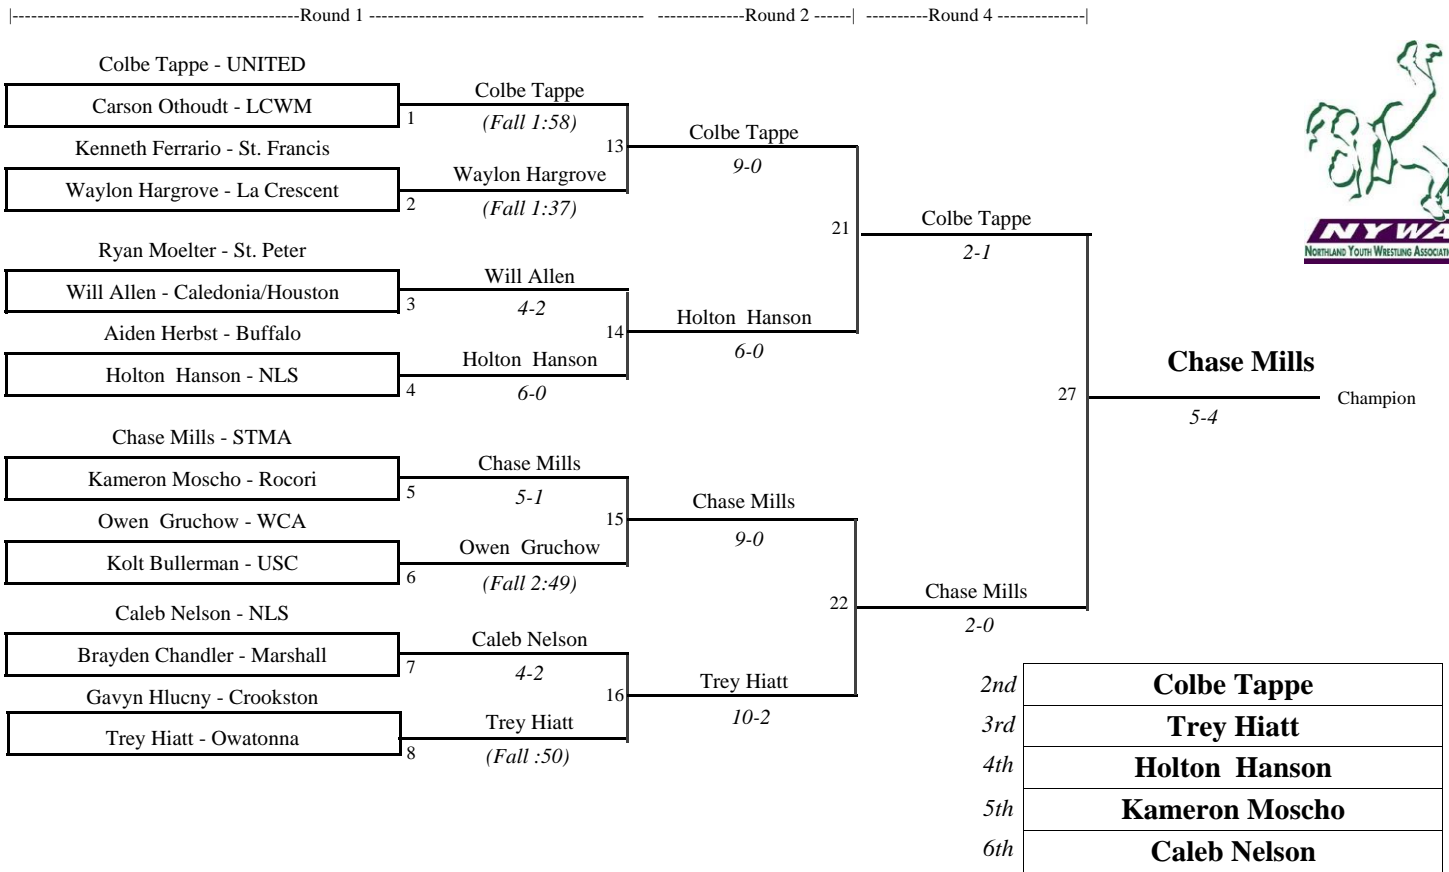 |----------------------------------------Round 1 --------------------------------------
--------------Round 2 ------|
----------Round 4 --------------|
Colbe Tappe - UNITED
Carson Othoudt - LCWM
1
Kenneth Ferrario - St. Francis
Waylon Hargrove - La Crescent
2
Ryan Moelter - St. Peter
Will Allen - Caledonia/Houston
3
Aiden Herbst - Buffalo
Holton  Hanson - NLS
4
Chase Mills - STMA
Kameron Moscho - Rocori
5
Owen  Gruchow - WCA
Kolt Bullerman - USC
6
Caleb Nelson - NLS
Brayden Chandler - Marshall
7
Gavyn Hlucny - Crookston
Trey Hiatt - Owatonna
8
Colbe Tappe
(Fall 1:58)
13
Waylon Hargrove
(Fall 1:37)
Will Allen
4-2
14
Holton  Hanson
6-0
Chase Mills
5-1
15
Owen  Gruchow
(Fall 2:49)
Caleb Nelson
4-2
16
Trey Hiatt
(Fall :50)
Colbe Tappe
9-0
21
Holton  Hanson
6-0
Chase Mills
9-0
22
Trey Hiatt
10-2
Colbe Tappe
2-1
27
Chase Mills
2-0
NYWA
NORTHLAND YOUTH WRESTLING ASSOCIATI
Chase Mills
Champion
5-4
2nd Colbe Tappe
3rd Trey Hiatt
4th Holton  Hanson
5th Kameron Moscho
6th Caleb Nelson